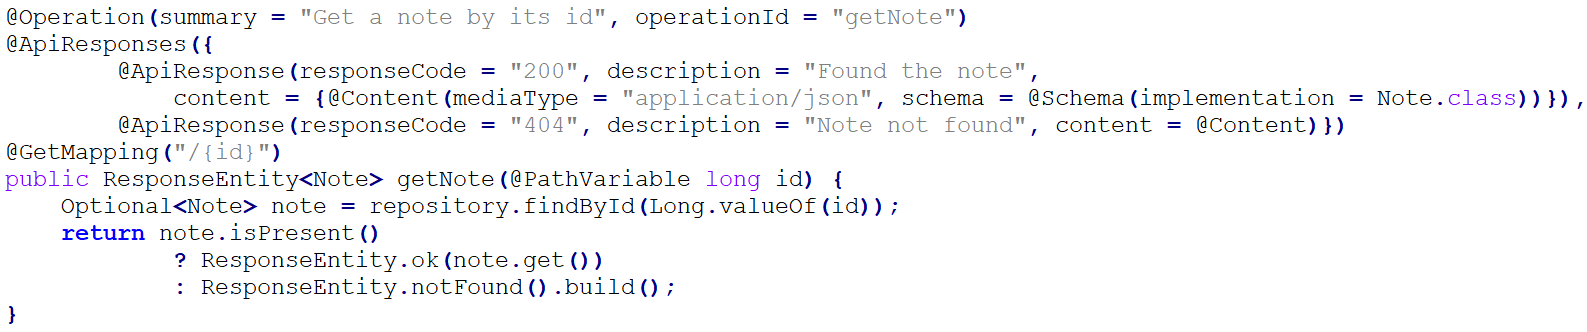 @Operation(summary = "Get a note by its id", operationId = "getNote")
@ApiResponses({
        @ApiResponse(responseCode = "200", description = "Found the note",
            content = {@Content(mediaType = "application/json", schema = @Schema(implementation = Note.class))}),
        @ApiResponse(responseCode = "404", description = "Note not found", content = @Content)})
@GetMapping("/{id}")
public ResponseEntity<Note> getNote(@PathVariable long id) {
    Optional<Note> note = repository.findById(Long.valueOf(id));
    return note.isPresent()
            ? ResponseEntity.ok(note.get())
            : ResponseEntity.notFound().build();
}